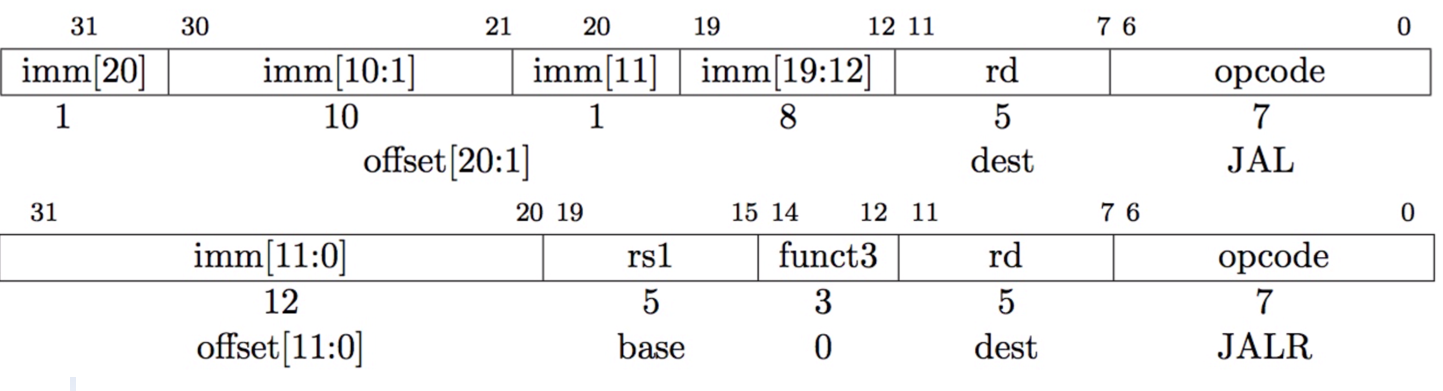 31 30 21 20 19 12 11 7 6 0
imm[20] imm[10:1] imm[11] imm[19:12] rd opcode
1 10 1 8 5 7
offset[20:1] dest JAL
31 20 19 15 14 12 11 7 6 0
imm[11:0] rs1 funct3 rd opcode
12 5 3 5 7
offset[11:0] base 0 dest JALR